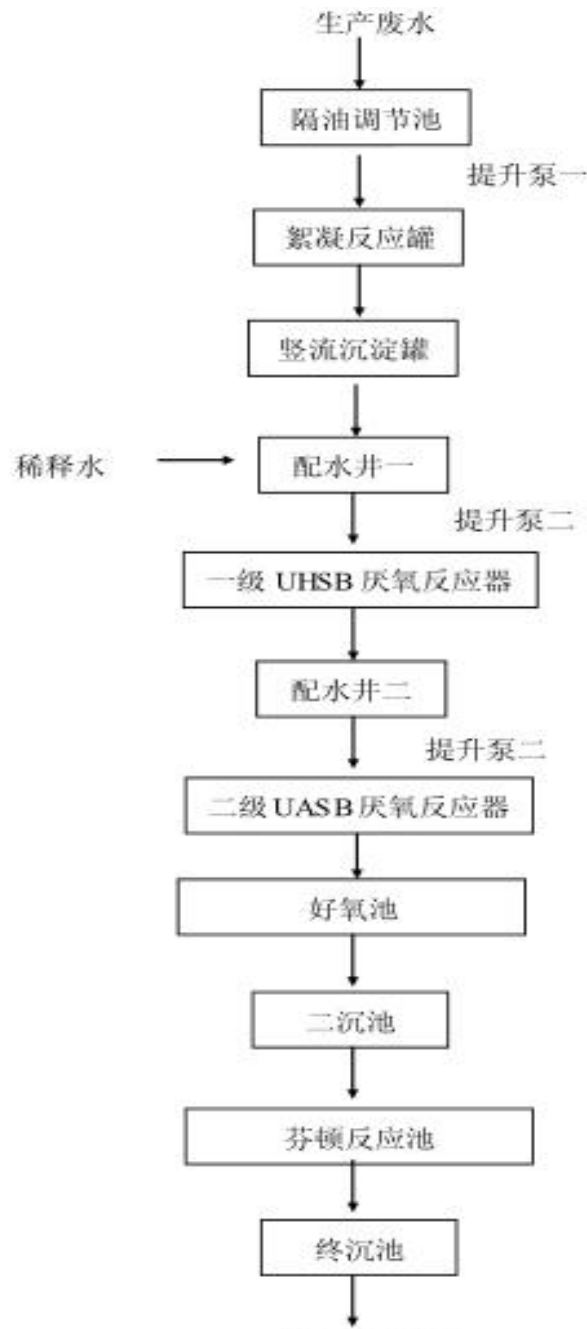 生产废水
隔油调节池
提升泵一
絮凝反应罐
竖流沉淀罐
稀释水
配水井一
提升泵二
一级 UHSB 厌氧反应器
配水井二
提升泵二
二级 UASB 厌氧反应器
好氧池
二沉池
芬顿反应池
终沉池